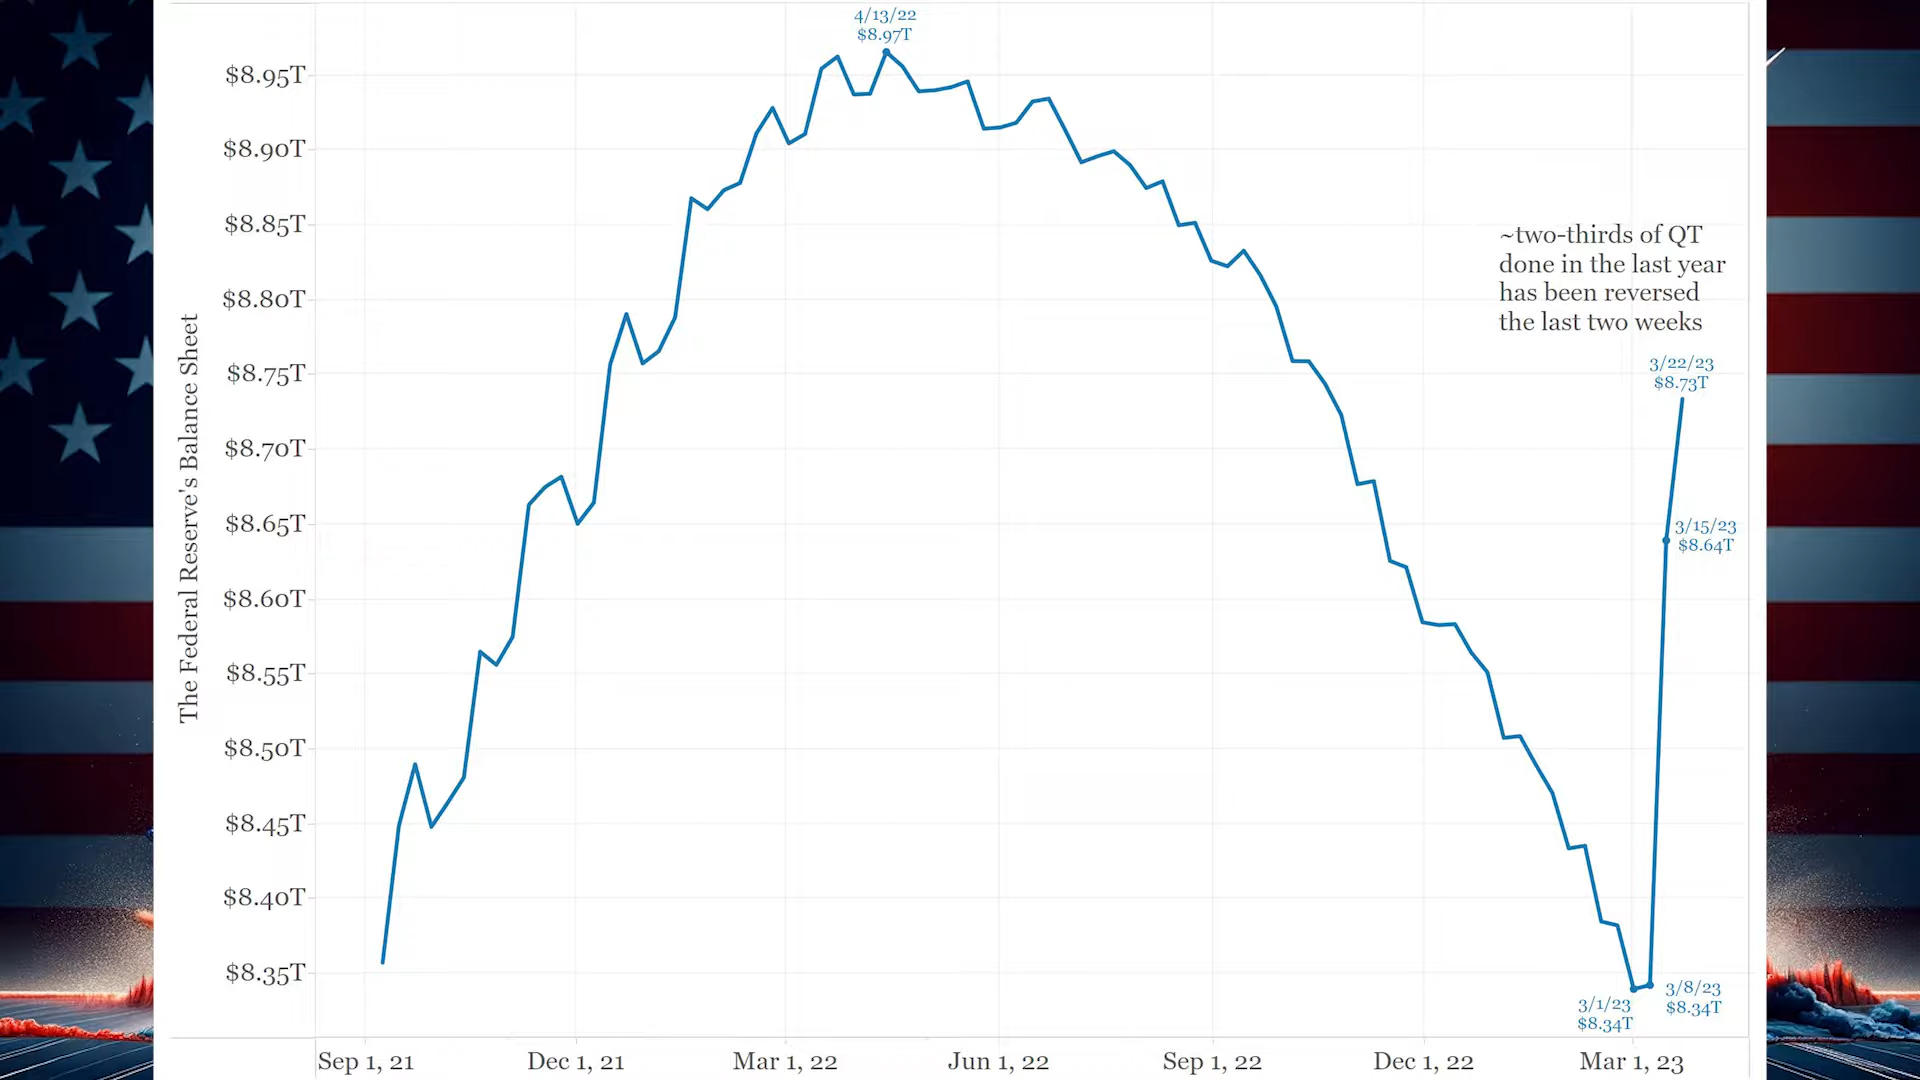 4/13/22
$8.97T
$8.95T
$8.90T
$8.85T
$8.80T
$8.75T
$8.70T
$8.65T
$8.60T
$8.55T
$8.50T
$8.45T
$8.40T
$8.35T
The Federal Reserve's Balance Sheet
~two-thirds of QT
done in the last year
has been reversed
the last two weeks
3/22/23
$8.73T
3/15/23
$8.64T
3/8/23
$8.34T
3/1/23
$8.34T
Sep 1, 21
Dec 1, 21
Mar 1, 22
Jun 1, 22
Sep 1, 22
Dec 1, 22
Mar 1, 23